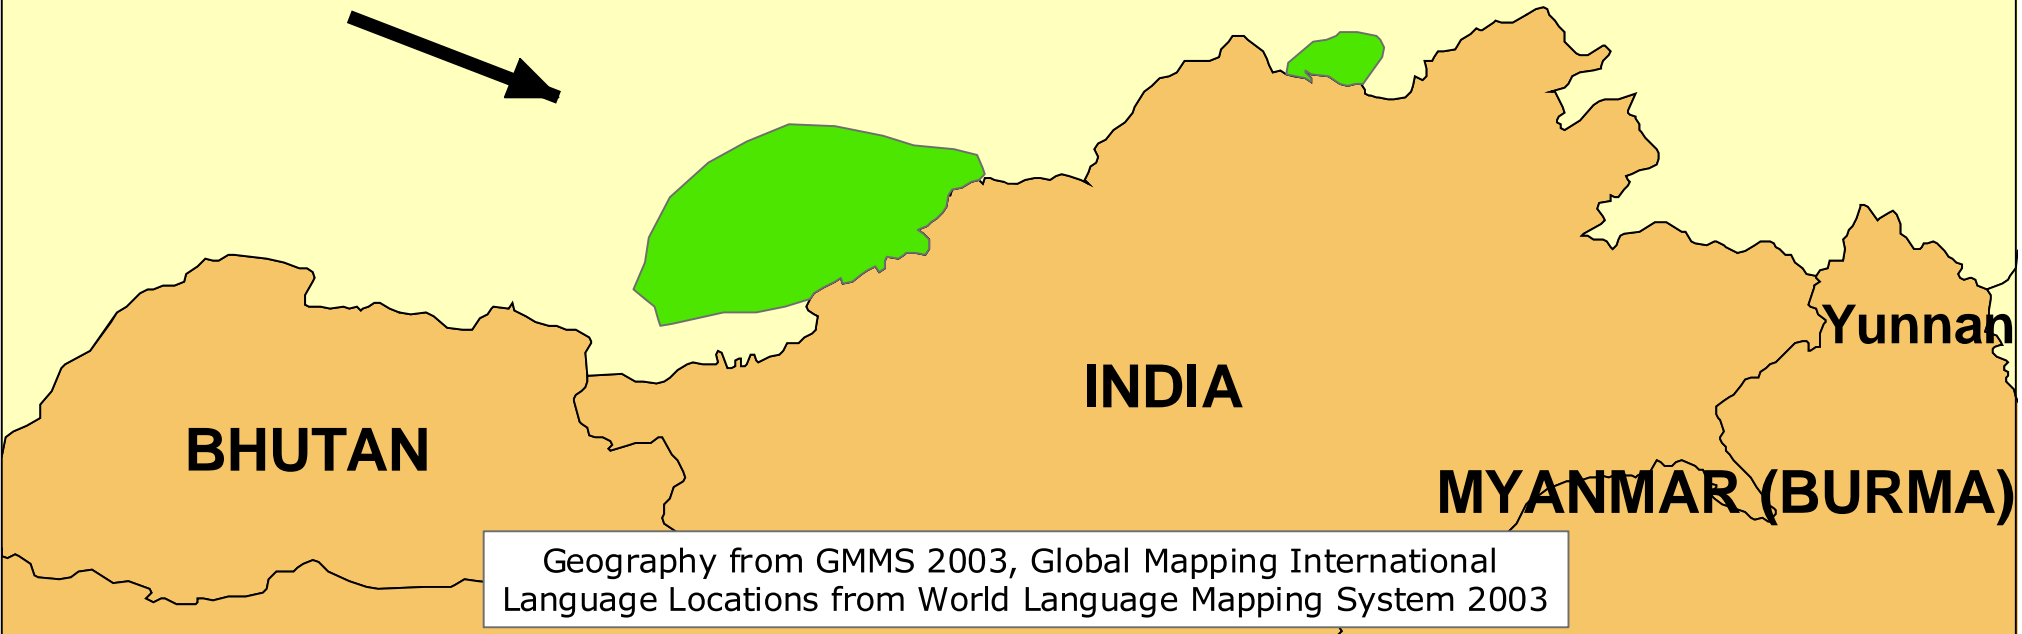 Yunnan
INDIA
BHUTAN
MYANMAR (BURMA)
Geography from GMMS 2003, Global Mapping International
Language Locations from World Language Mapping System 2003